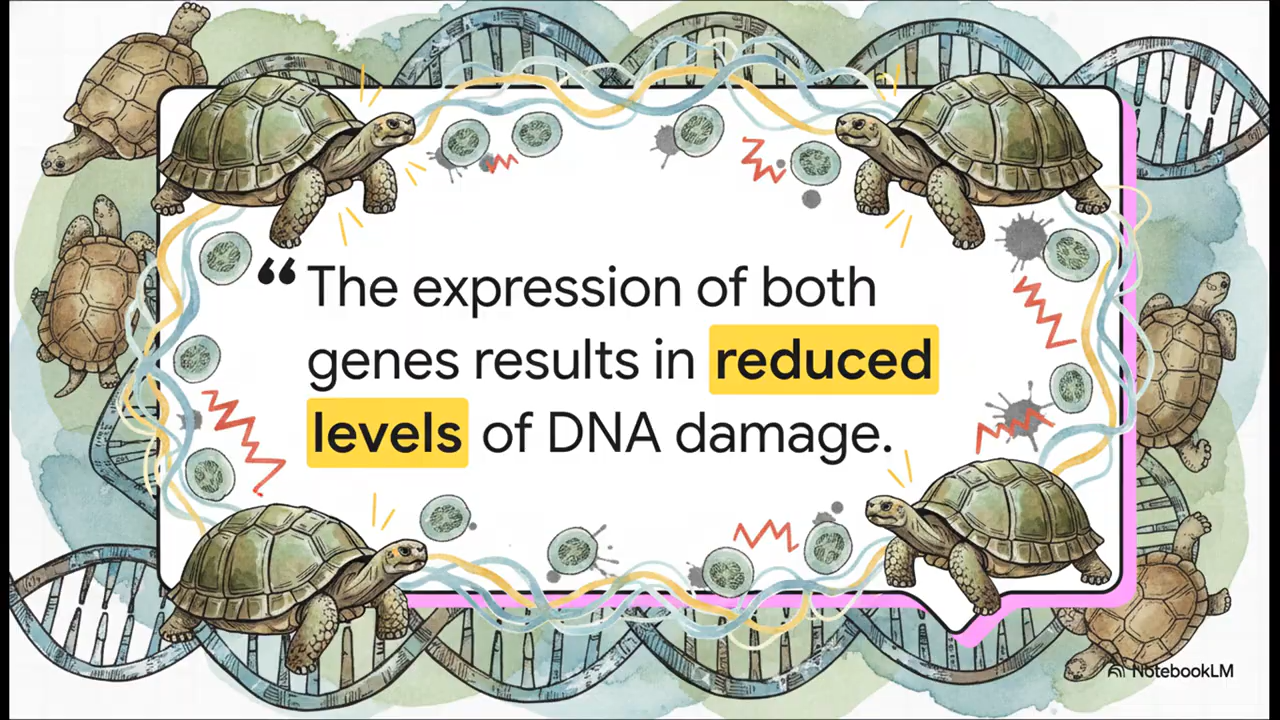 “The expression of both
genes results in reduced
levels of DNA damage.
NotebookLM